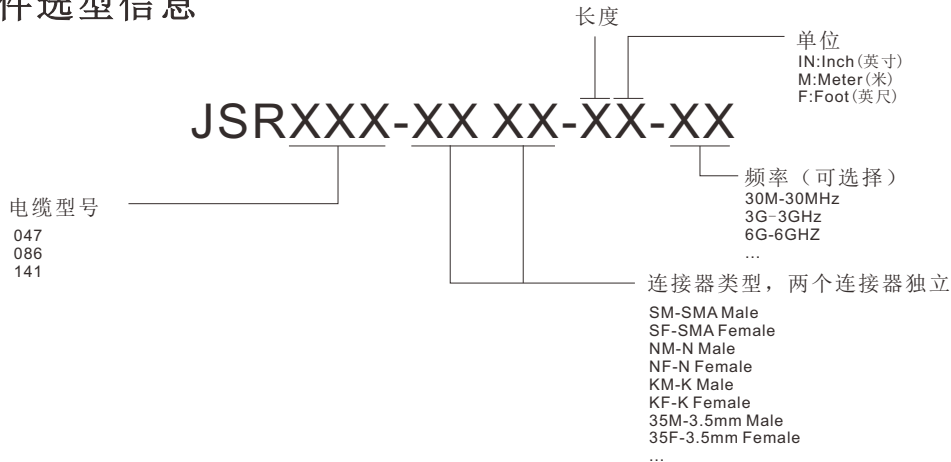 件选型信息
长度
单位
IN:Inch(英寸)
M:Meter(米)
F:Foot(英尺)
JSRXXX-XX XX-XX-XX
频率（可选择）
30M-30MHz
3G-3GHz
6G-6GHZ
...
电缆型号
047
086
141
连接器类型，两个连接器独立
SM-SMA Male
SF-SMA Female
NM-N Male
NF-N Female
KM-K Male
KF-K Female
35M-3.5mm Male
35F-3.5mm Female
...